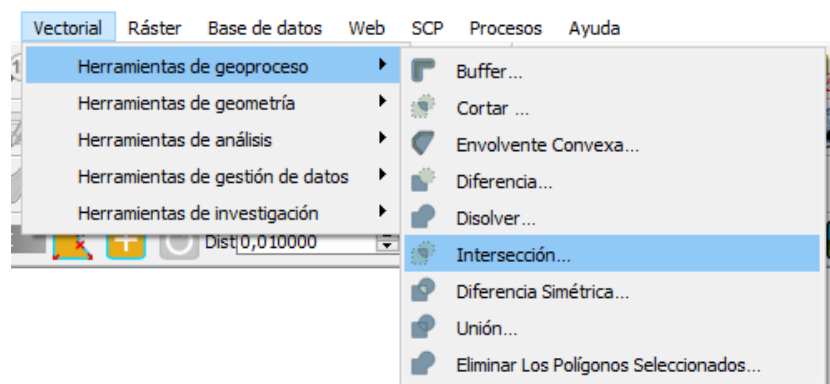 Vectorial Ráster Base de datos Web SCP Procesos Ayuda
Herramientas de geoproceso
Herramientas de geometría
Herramientas de análisis
Herramientas de gestión de datos
Herramientas de investigación
Dist 0,010000
Buffer...
Cortar ...
Envolvente Convexa...
Diferencia...
Disolver...
Intersección...
Diferencia Simétrica...
Unión...
Eliminar Los Polígonos Seleccionados...